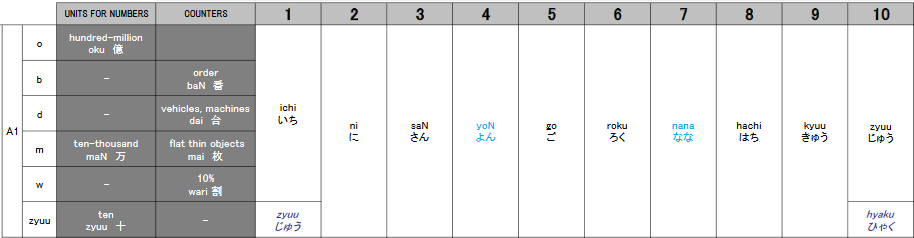 UNITS FOR NUMBERS COUNTERS 1 2 3 4 5 6 7 8 9 10
A1
o hundred-million
oku 億
b - order
baN 番
d - vehicles, machines
dai 台
m ten-thousand
maN 万
flat thin objects
mai 枚
w - 10%
wari 割
zyuu ten
zyuu 十
-
ichi
いち
zyuu
じゅう
ni
に
saN
さん
yoN
よん
go
ご
roku
ろく
nana
なな
hachi
はち
kyuu
きゅう
zyuu
じゅう
hyaku
ひゃく